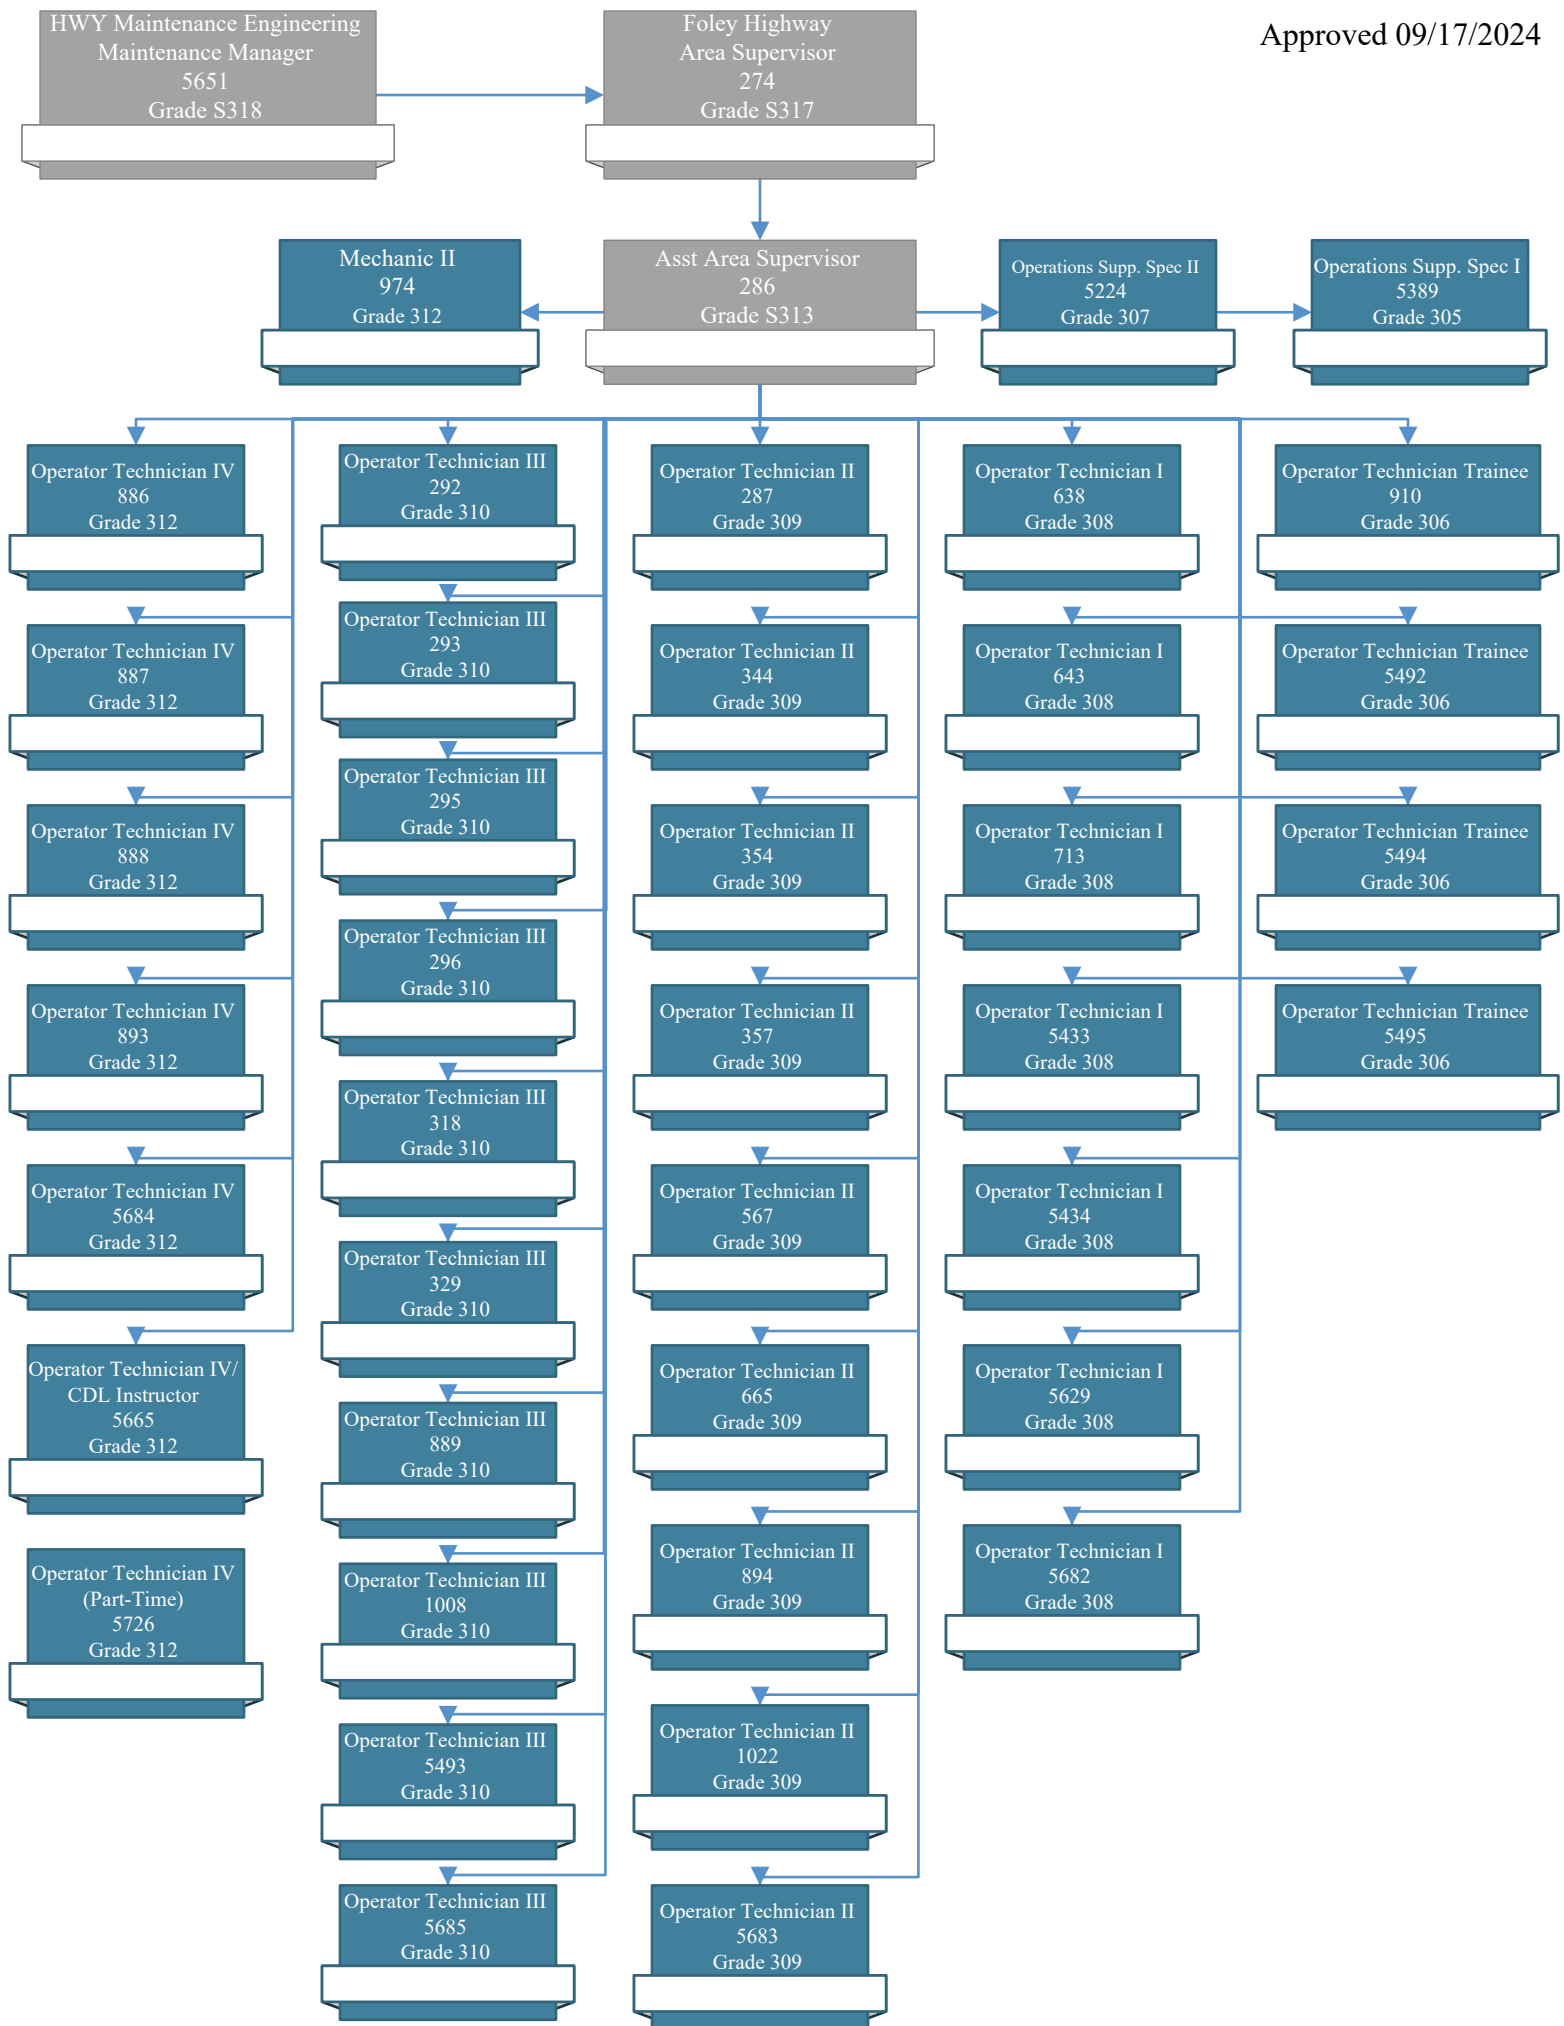 HWY Maintenance Engineering
Maintenance Manager
5651
Grade S318
Foley Highway
Area Supervisor
274
Grade S317
Approved 09/17/2024
Mechanic II
974
Grade 312
Asst Area Supervisor
286
Grade S313
Operations Supp. Spec II
5224
Grade 307
Operations Supp. Spec I
5389
Grade 305
Operator Technician IV
886
Grade 312
Operator Technician IV
887
Grade 312
Operator Technician IV
888
Grade 312
Operator Technician IV
893
Grade 312
Operator Technician IV
5684
Grade 312
Operator Technician IV/
CDL Instructor
5665
Grade 312
Operator Technician IV
(Part-Time)
5726
Grade 312
Operator Technician III
292
Grade 310
Operator Technician III
293
Grade 310
Operator Technician III
295
Grade 310
Operator Technician III
296
Grade 310
Operator Technician III
318
Grade 310
Operator Technician III
329
Grade 310
Operator Technician III
889
Grade 310
Operator Technician III
1008
Grade 310
Operator Technician III
5493
Grade 310
Operator Technician III
5685
Grade 310
Operator Technician II
287
Grade 309
Operator Technician II
344
Grade 309
Operator Technician II
354
Grade 309
Operator Technician II
357
Grade 309
Operator Technician II
567
Grade 309
Operator Technician II
665
Grade 309
Operator Technician II
894
Grade 309
Operator Technician II
1022
Grade 309
Operator Technician II
5683
Grade 309
Operator Technician I
638
Grade 308
Operator Technician I
643
Grade 308
Operator Technician I
713
Grade 308
Operator Technician I
5433
Grade 308
Operator Technician I
5434
Grade 308
Operator Technician I
5629
Grade 308
Operator Technician I
5682
Grade 308
Operator Technician Trainee
910
Grade 306
Operator Technician Trainee
5492
Grade 306
Operator Technician Trainee
5494
Grade 306
Operator Technician Trainee
5495
Grade 306